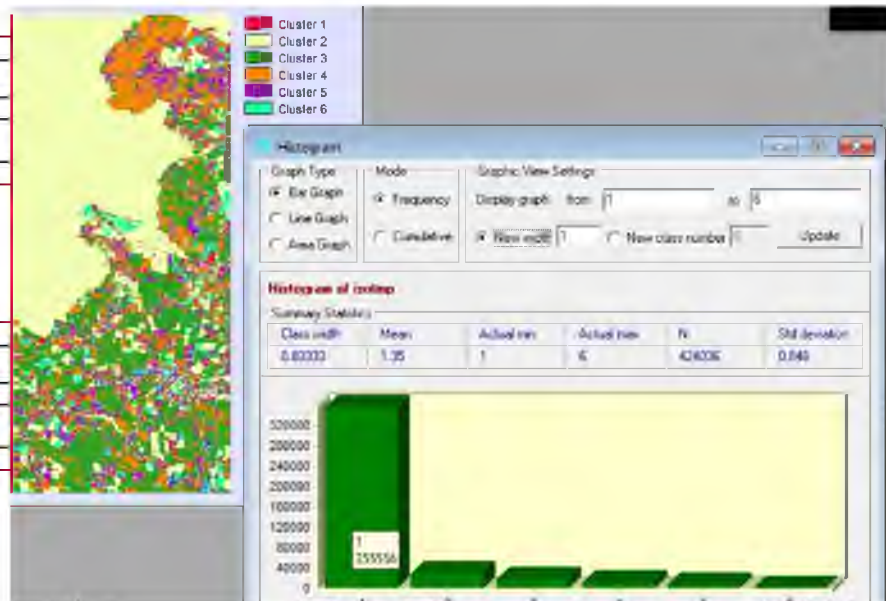 Cluster 1
Cluster 2
Cluster 3
Cluster 4
Cluster 5
Cluster 6
Histogram
Graph Type
Mode
Graphic View Settings
Bar Graph
Line Graph
Area Graph
Frequency
Cumulative
Display graph from 1 to 6
New width 1 New class number Update
Histogram of isotmp
Summary Statistics
Class width Mean Actual min Actual max N Std deviation
1.35 1 6
320000
280000
240000
200000
160000
120000
80000
40000
0
1